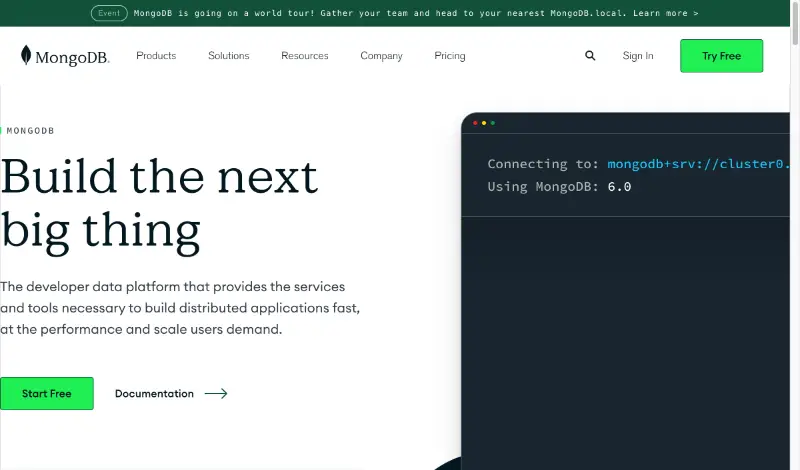 Event MongoDB is going on a world tour! Gather your team and head to your nearest MongoDB.local. Learn more >
MongoDB. Products Solutions Resources Company Pricing Sign In Try Free
MONGODB
Build the next
big thing
The developer data platform that provides the services
and tools necessary to build distributed applications fast,
at the performance and scale users demand.
Start Free Documentation
Connecting to: mongodb+srv://cluster0.
Using MongoDB: 6.0